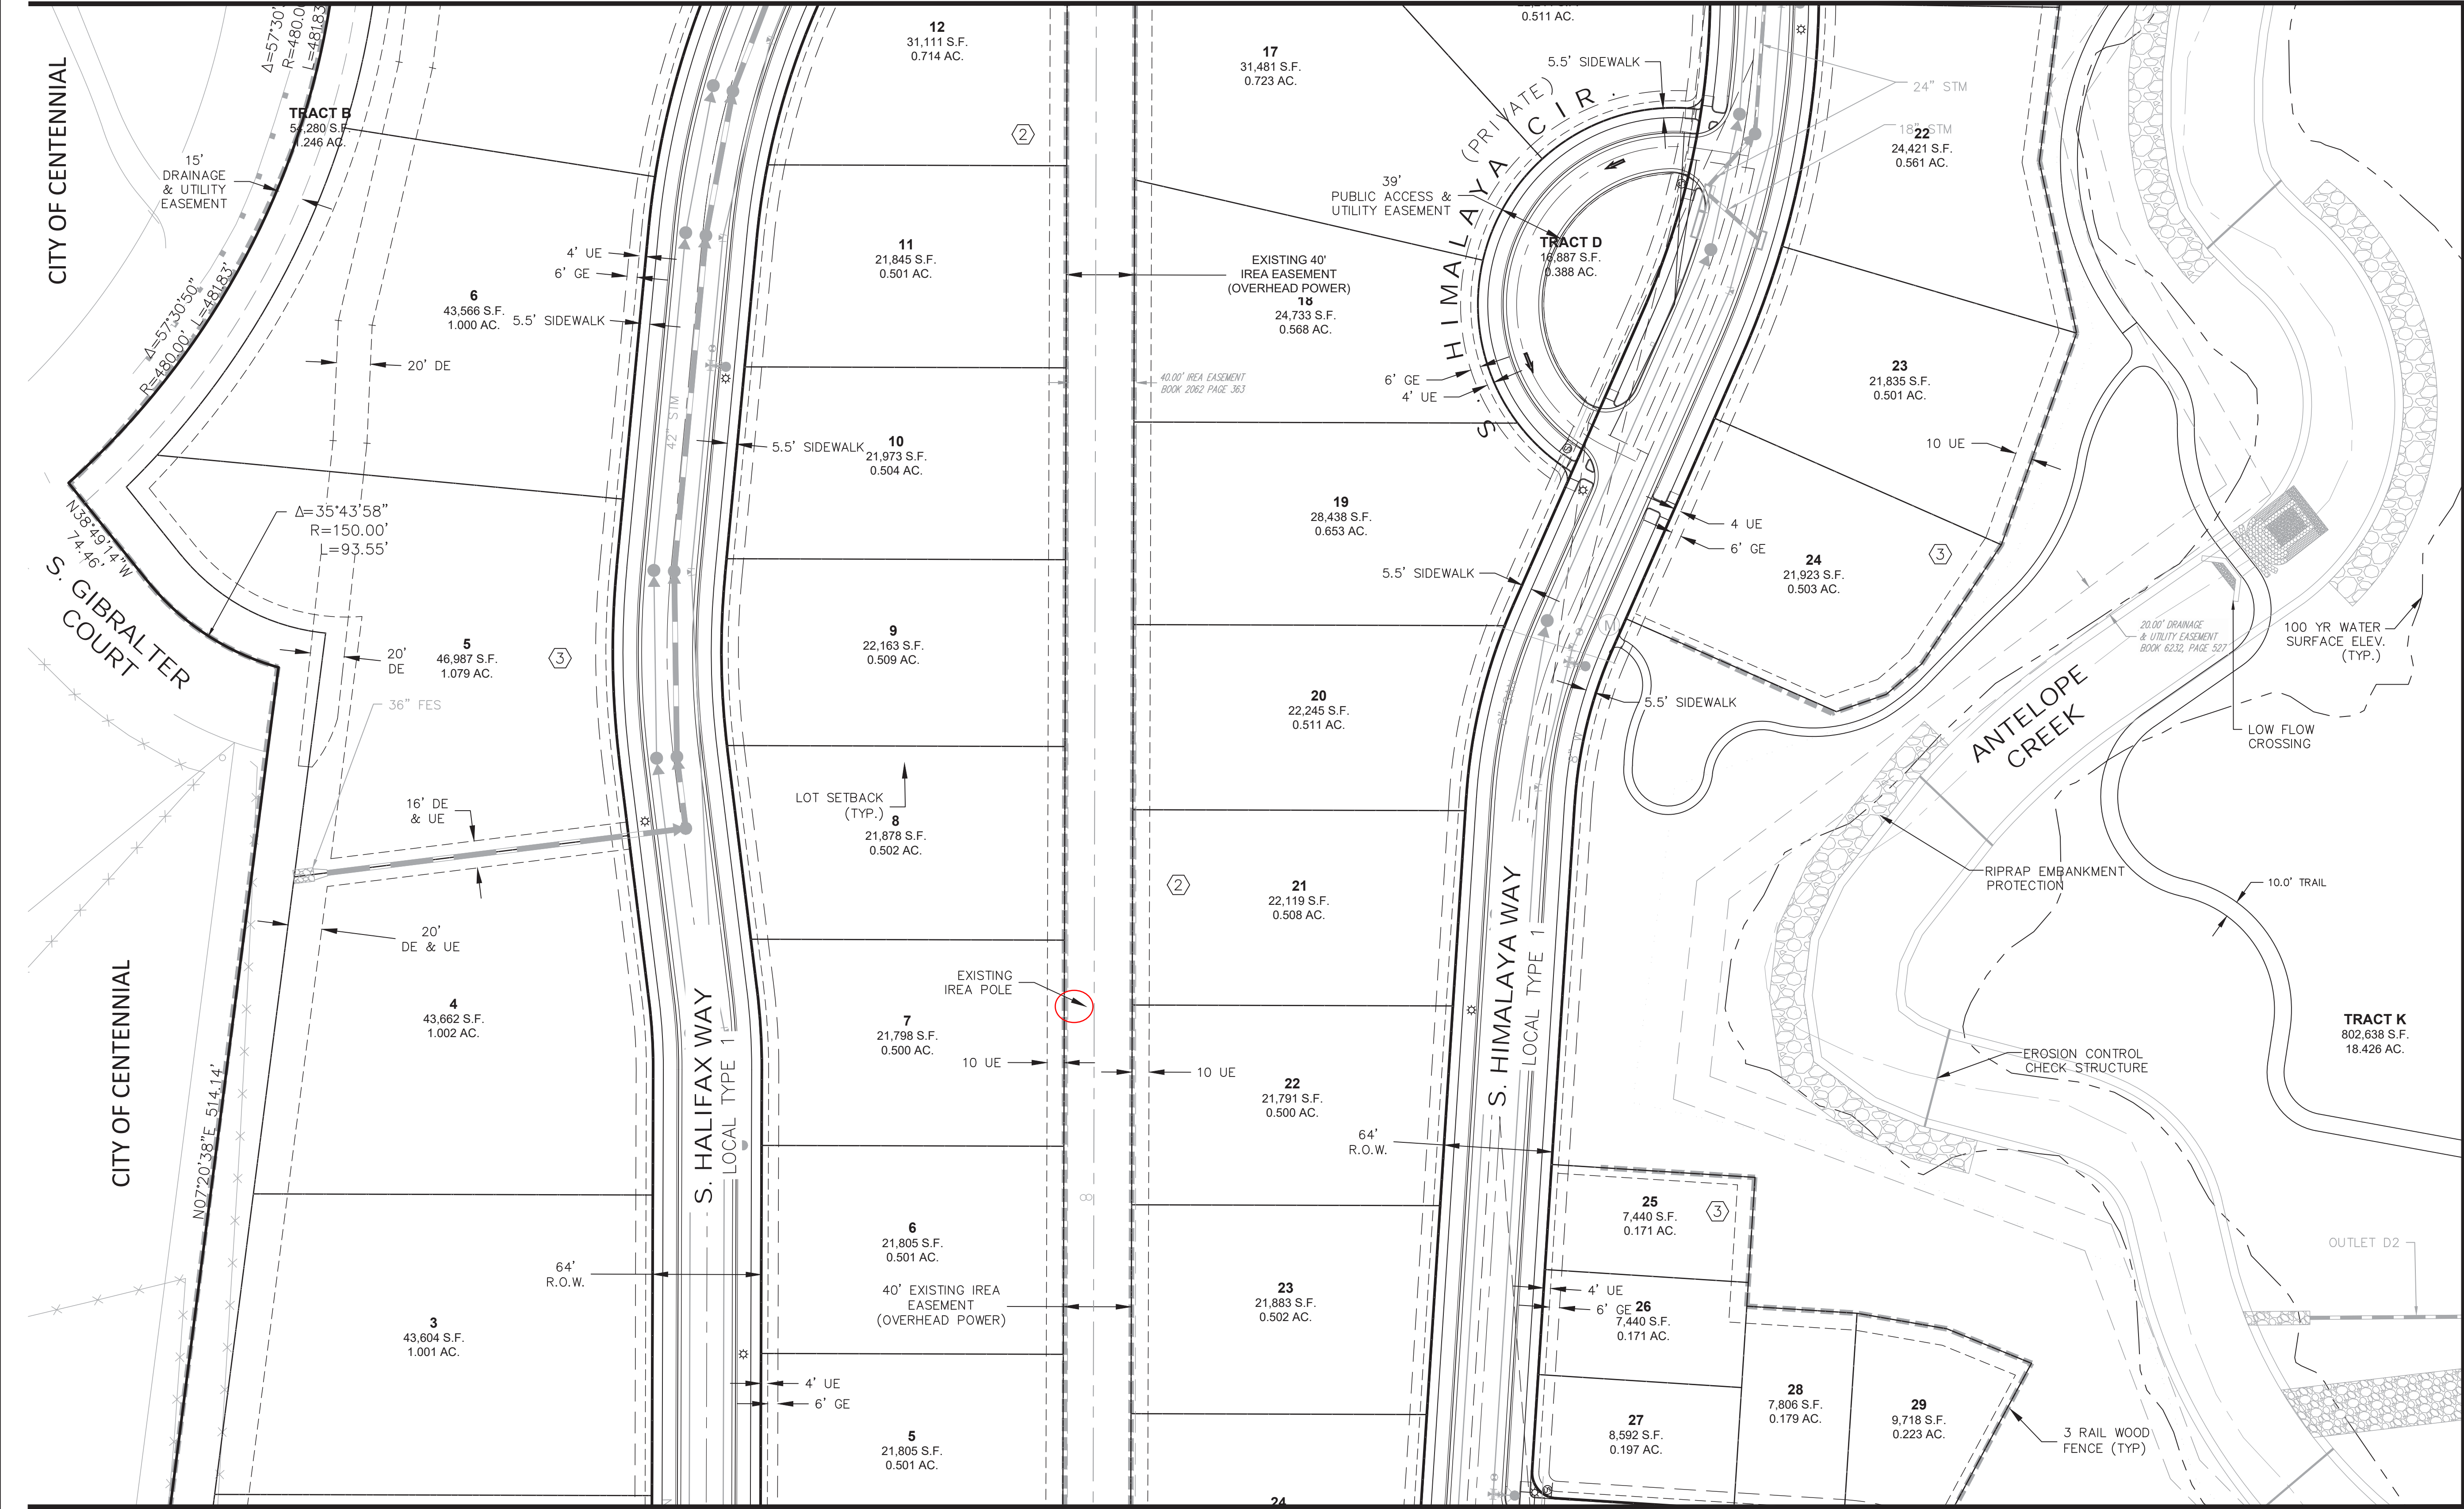 CITY OF CENTENNIAL
Δ=57°30'
R=480.0
L=481.83
TRACT B
54,280 S.F.
1.246 AC.
15'
DRAINAGE
& UTILITY
EASEMENT
Δ=57°30'50"
R=480.00' L=481.83'
N38°49'14"W
74.46'
S. GIBRALTER
COURT
Δ=35°43'58"
R=150.00'
L=93.55'
6
43,566 S.F.
1.000 AC.
20' DE
4' UE
6' GE
5.5' SIDEWALK
42" STM
5
46,987 S.F.
1.079 AC.
3
20'
DE
36" FES
16' DE
& UE
20'
DE & UE
4
43,662 S.F.
1.002 AC.
CITY OF CENTENNIAL
N07°20'38"E 514.14'
3
43,604 S.F.
1.001 AC.
64'
R.O.W.
S. HALIFAX WAY
LOCAL TYPE 1
4' UE
6' GE
12
31,111 S.F.
0.714 AC.
2
11
21,845 S.F.
0.501 AC.
5.5' SIDEWALK
10
21,973 S.F.
0.504 AC.
9
22,163 S.F.
0.509 AC.
LOT SETBACK
(TYP.)
8
21,878 S.F.
0.502 AC.
EXISTING
IREA POLE
7
21,798 S.F.
0.500 AC.
10 UE
10 UE
8
6
21,805 S.F.
0.501 AC.
40' EXISTING IREA
EASEMENT
(OVERHEAD POWER)
5
21,805 S.F.
0.501 AC.
17
31,481 S.F.
0.723 AC.
0.511 AC.
5.5' SIDEWALK
S. HIMALAYA CIR.
(PRIVATE)
39'
PUBLIC ACCESS &
UTILITY EASEMENT
TRACT D
16,887 S.F.
0.388 AC.
EXISTING 40'
IREA EASEMENT
(OVERHEAD POWER)
18
24,733 S.F.
0.568 AC.
40.00' IREA EASEMENT
BOOK 2062 PAGE 363
6' GE
4' UE
19
28,438 S.F.
0.653 AC.
5.5' SIDEWALK
20
22,245 S.F.
0.511 AC.
2
21
22,119 S.F.
0.508 AC.
22
21,791 S.F.
0.500 AC.
64'
R.O.W.
23
21,883 S.F.
0.502 AC.
24
S. HIMALAYA WAY
LOCAL TYPE 1
24" STM
18" STM
22
24,421 S.F.
0.561 AC.
23
21,835 S.F.
0.501 AC.
10 UE
4 UE
6' GE
24
21,923 S.F.
0.503 AC.
3
M
5.5' SIDEWALK
20.00' DRAINAGE
& UTILITY EASEMENT
BOOK 6232, PAGE 527
100 YR WATER
SURFACE ELEV.
(TYP.)
ANTELOPE
CREEK
LOW FLOW
CROSSING
RIPRAP EMBANKMENT
PROTECTION
10.0' TRAIL
TRACT K
802,638 S.F.
18.426 AC.
EROSION CONTROL
CHECK STRUCTURE
25
7,440 S.F.
0.171 AC.
3
OUTLET D2
4' UE
6' GE
26
7,440 S.F.
0.171 AC.
27
8,592 S.F.
0.197 AC.
28
7,806 S.F.
0.179 AC.
29
9,718 S.F.
0.223 AC.
3 RAIL WOOD
FENCE (TYP)